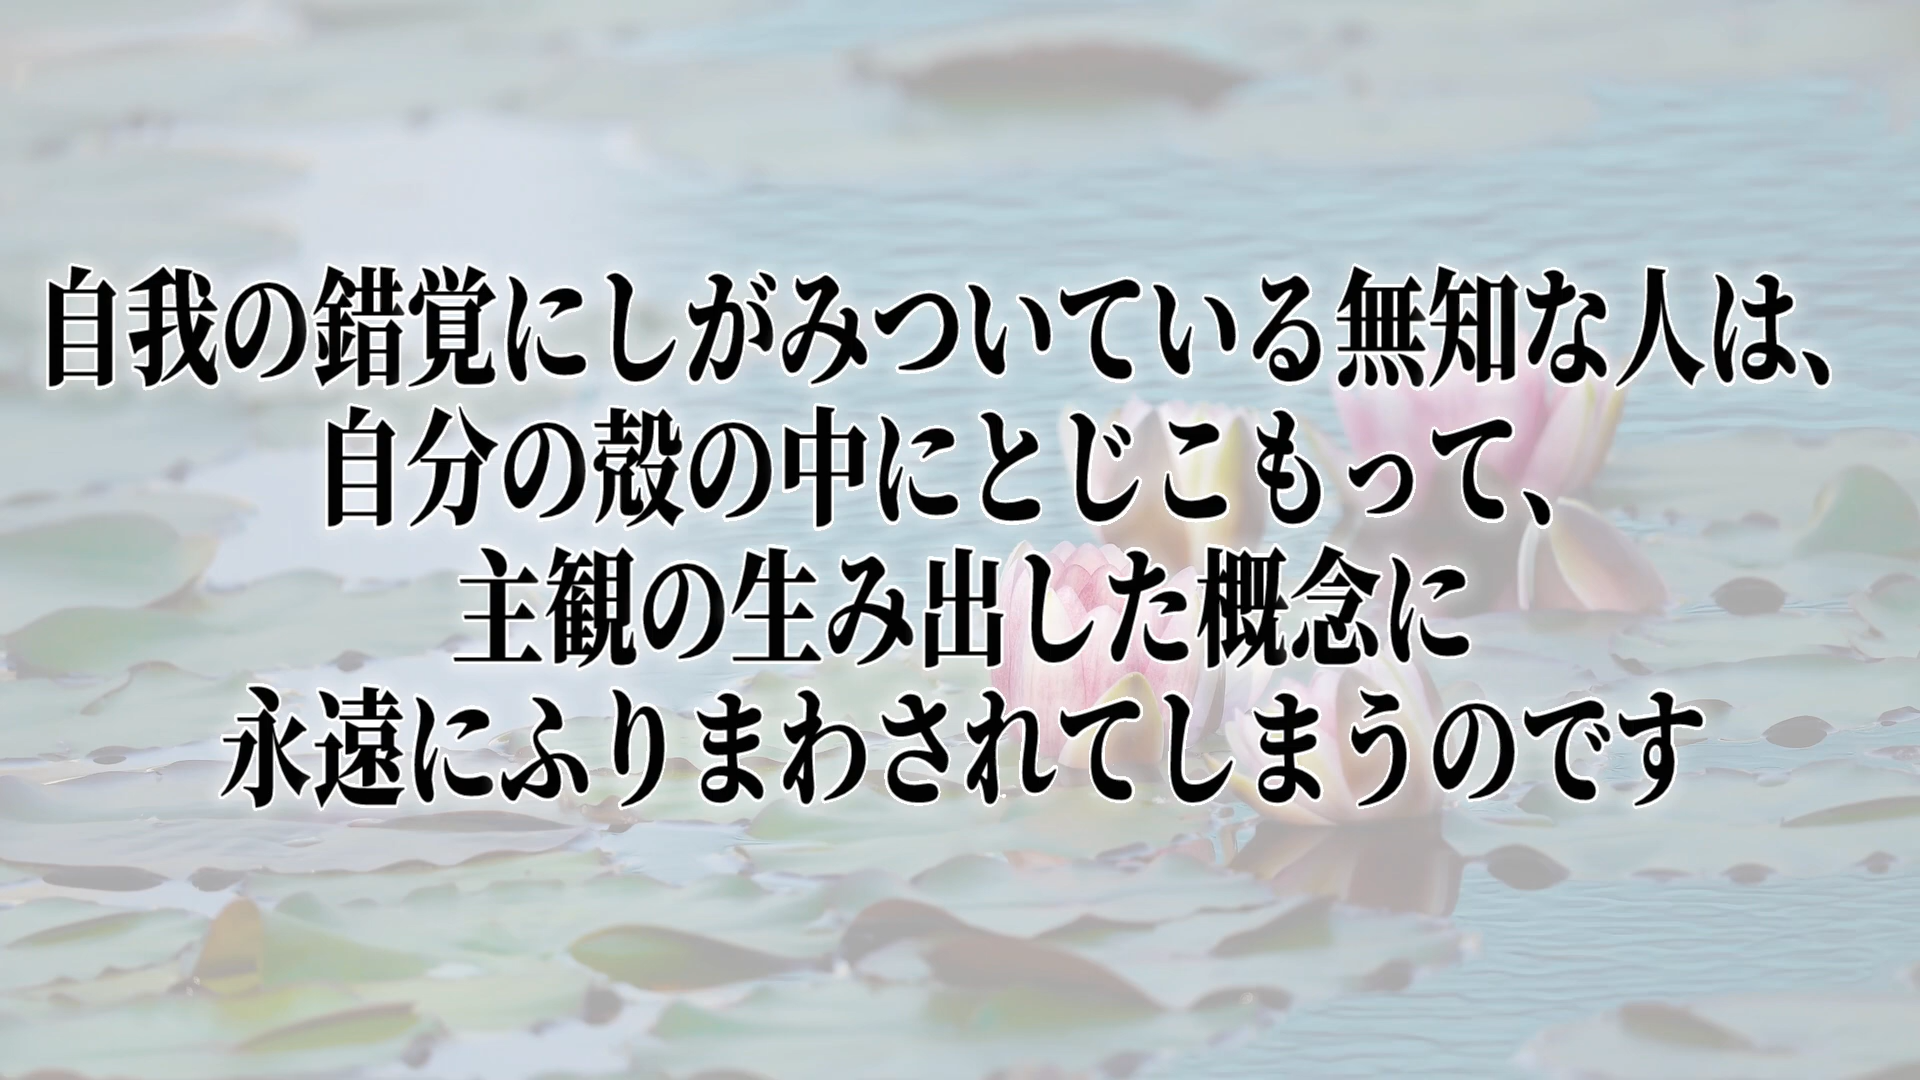 自我の錯覚にしがみついている無知な人は、
自分の殻の中にとじこもって、
主観の生み出した概念に
永遠にふりまわされてしまうのです